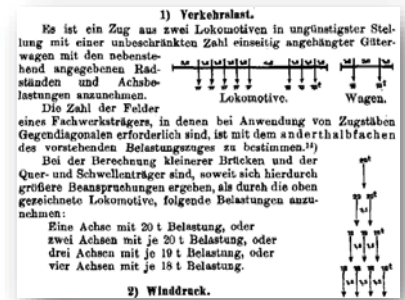 1) Verkehrslast.
Es ist ein Zug aus zwei Lokomotiven in ungünstigster Stel-
lung mit einer unbeschränkten Zahl einseitig angehängter Güter-
wagen mit den nebenste-
hend angegebenen Rad-
ständen und Achsbe-
lastungen anzunehmen.
Lokomotive. Wagen.
Die Zahl der Felder
eines Fachwerksträgers, in denen bei Anwendung von Zugstäben
Gegendiagonalen erforderlich sind, ist mit dem anderthalbfachen
des vorstehenden Belastungszuges zu bestimmen.¹⁸)
Bei der Berechnung kleinerer Brücken und der
Quer- und Schwellenträger sind, soweit sich hierdurch
größere Beanspruchungen ergeben, als durch die oben
gezeichnete Lokomotive, folgende Belastungen anzu-
nehmen:
Eine Achse mit 20 t Belastung, oder
zwei Achsen mit je 20 t Belastung, oder
drei Achsen mit je 19 t Belastung, oder
vier Achsen mit je 18 t Belastung.
2) Winddruck.